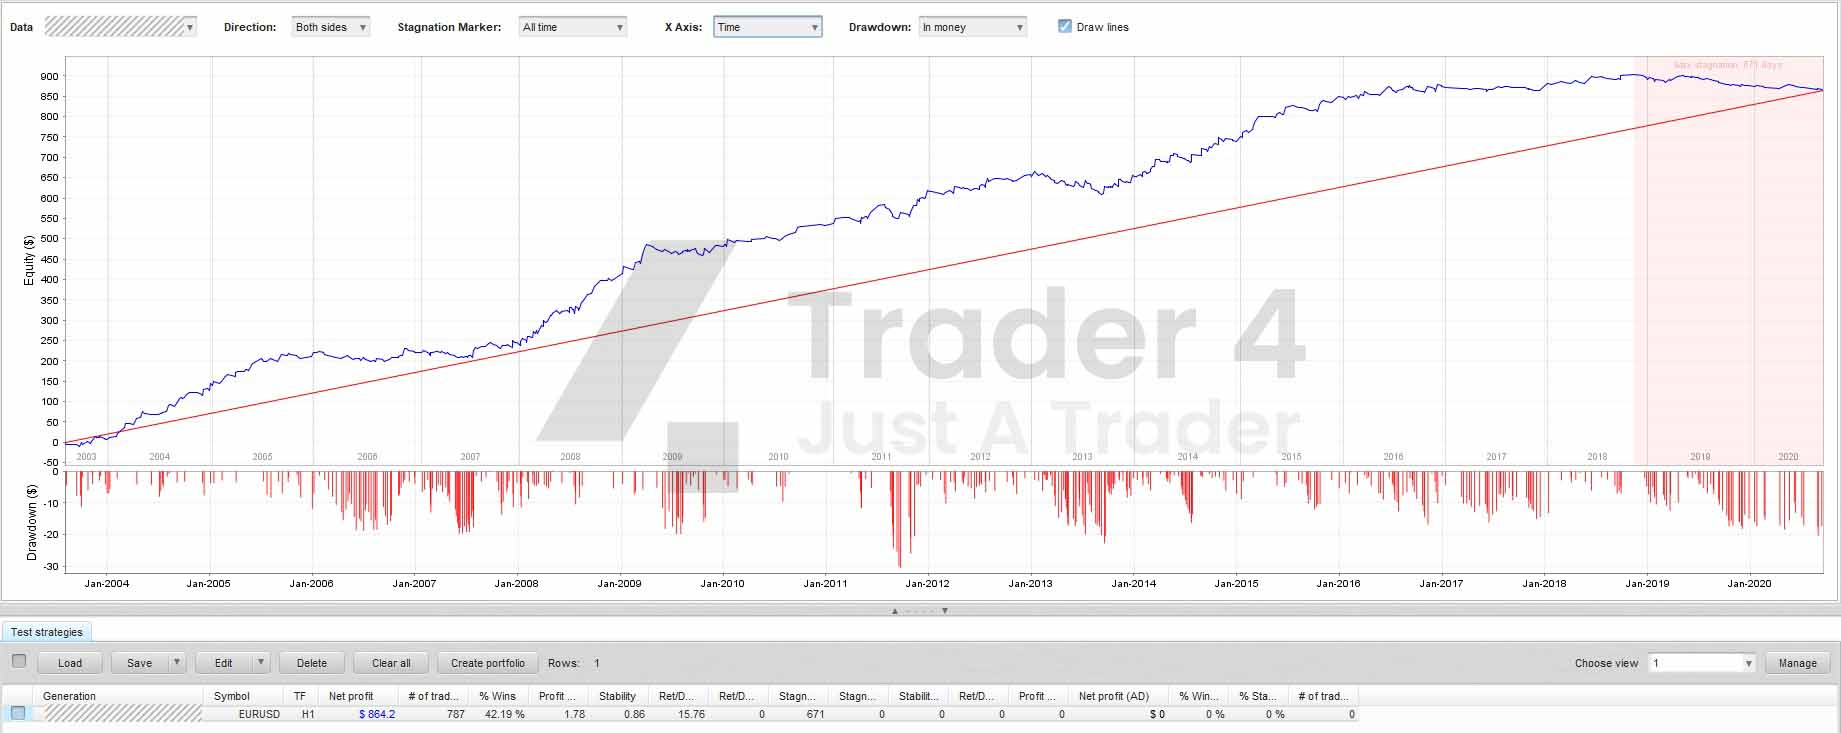 Data Direction: Both sides Stagnation Marker: All time X Axis: Time Drawdown: In money Draw lines
Max stagnation: 671 days
900
850
800
750
700
650
600
550
500
450
400
350
300
250
200
150
100
50
0
-50
Equity ($)
Trader 4
Just A Trader
2003 2004 2005 2006 2007 2008 2009 2010 2011 2012 2013 2014 2015 2016 2017 2018 2019 2020
0
-10
-20
-30
Drawdown ($)
Jan-2004 Jan-2005 Jan-2006 Jan-2007 Jan-2008 Jan-2009 Jan-2010 Jan-2011 Jan-2012 Jan-2013 Jan-2014 Jan-2015 Jan-2016 Jan-2017 Jan-2018 Jan-2019 Jan-2020
Test strategies
Load Save Edit Delete Clear all Create portfolio Rows: 1 Choose view 1 Manage
Generation Symbol TF Net profit # of trad... % Wins Profit ... Stability Ret/D... Ret/D... Stagn... Stagn... Stabilit... Ret/D... Profit ... Net profit (AD) % Win... % Sta... # of trad...
EURUSD H1 $ 864.2 787 42.19 % 1.78 0.86 15.76 0 671 0 0 0 0 $ 0 0 % 0 % 0